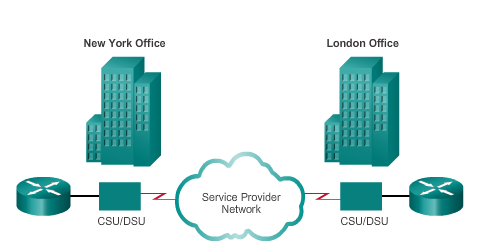 New York Office
London Office
Service Provider
Network
CSU/DSU
CSU/DSU